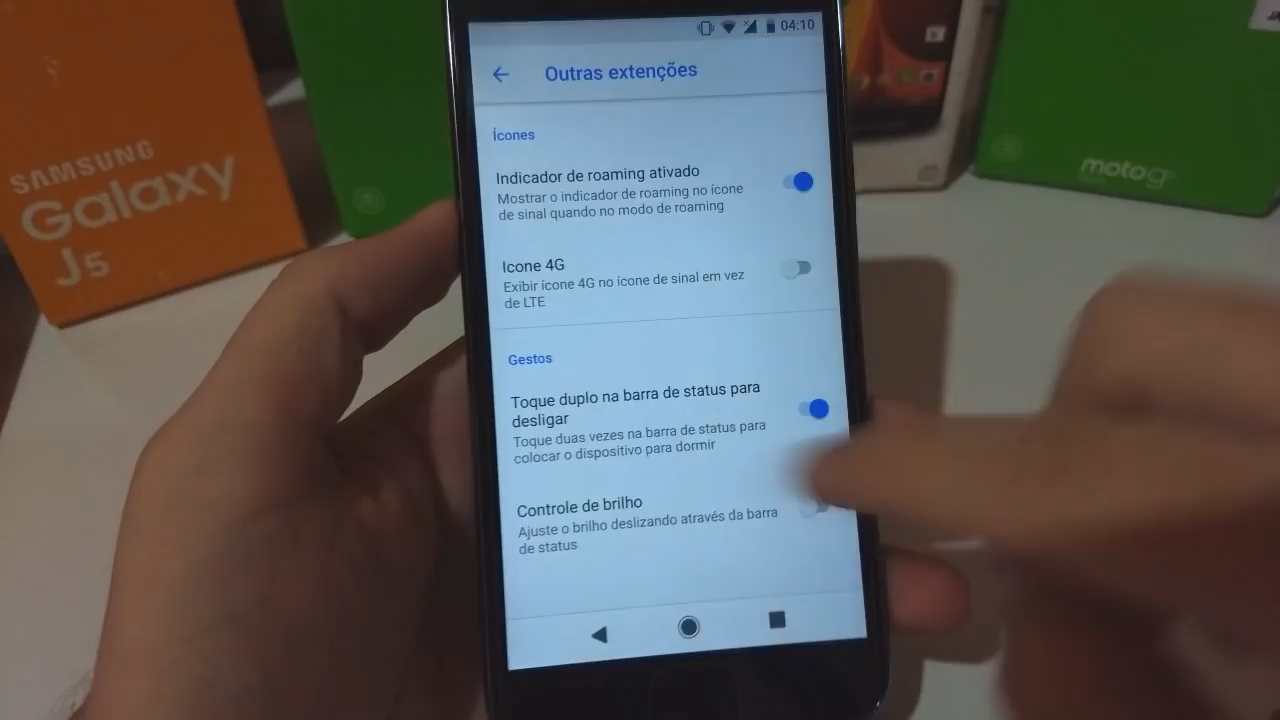 04:10
Outras extenções
Ícones
Indicador de roaming ativado
Mostrar o indicador de roaming no ícone
de sinal quando no modo de roaming
Icone 4G
Exibir ícone 4G no ícone de sinal em vez
de LTE
Gestos
Toque duplo na barra de status para
desligar
Toque duas vezes na barra de status para
colocar o dispositivo para dormir
Controle de brilho
Ajuste o brilho deslizando através da barra
de status
SAMSUNG
Galaxy
J5
moto g